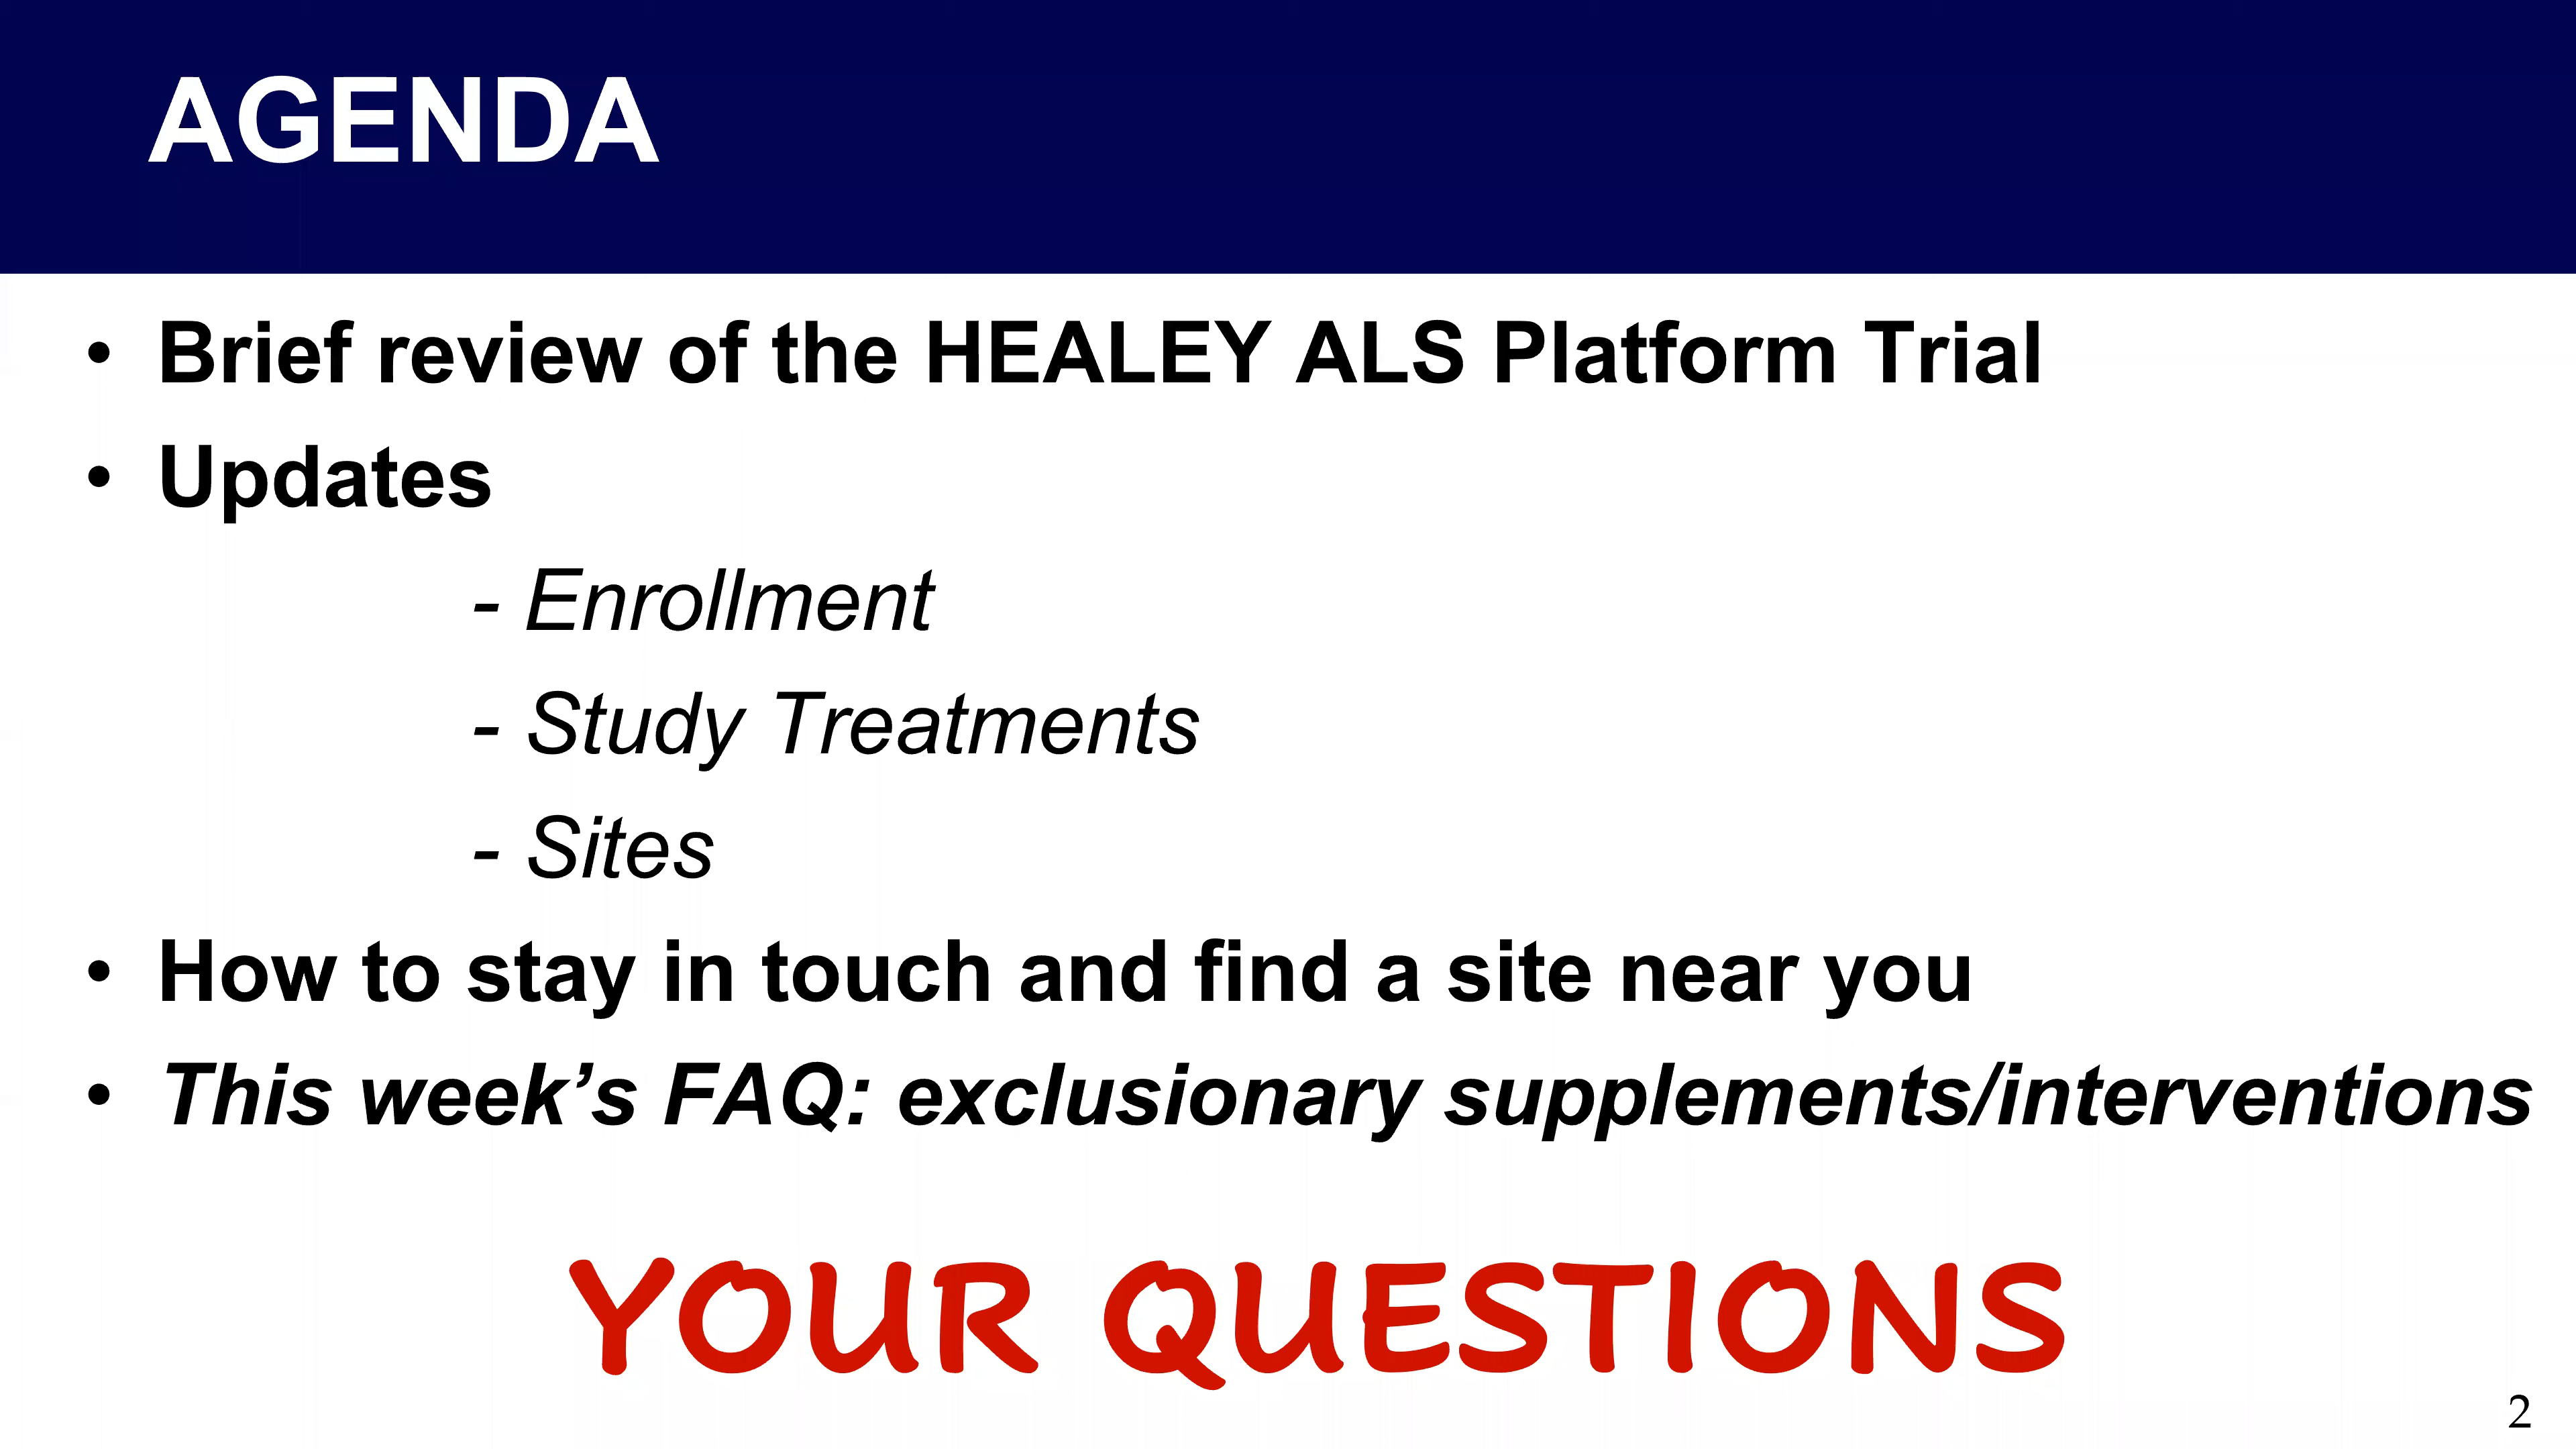 AGENDA
• Brief review of the HEALEY ALS Platform Trial
• Updates
- Enrollment
- Study Treatments
- Sites
• How to stay in touch and find a site near you
• This week’s FAQ: exclusionary supplements/interventions
YOUR QUESTIONS
2